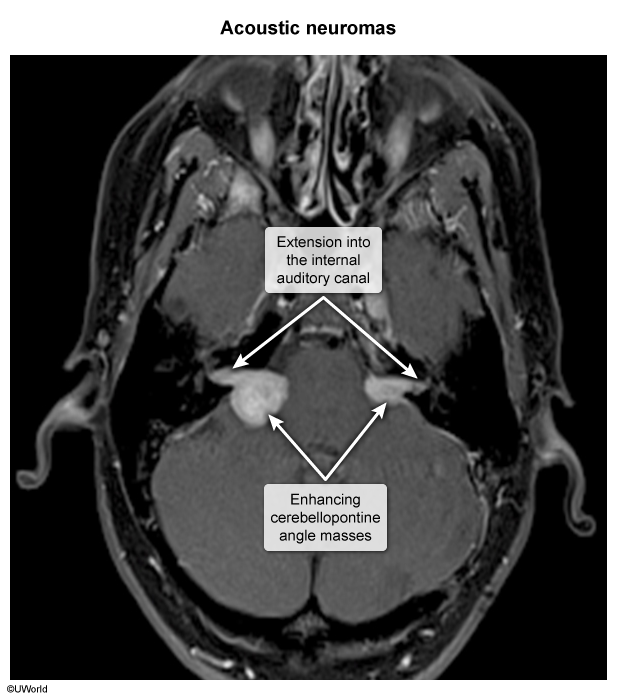 Acoustic neuromas
Extension into
the internal
auditory canal
Enhancing
cerebellopontine
angle masses
©UWorld